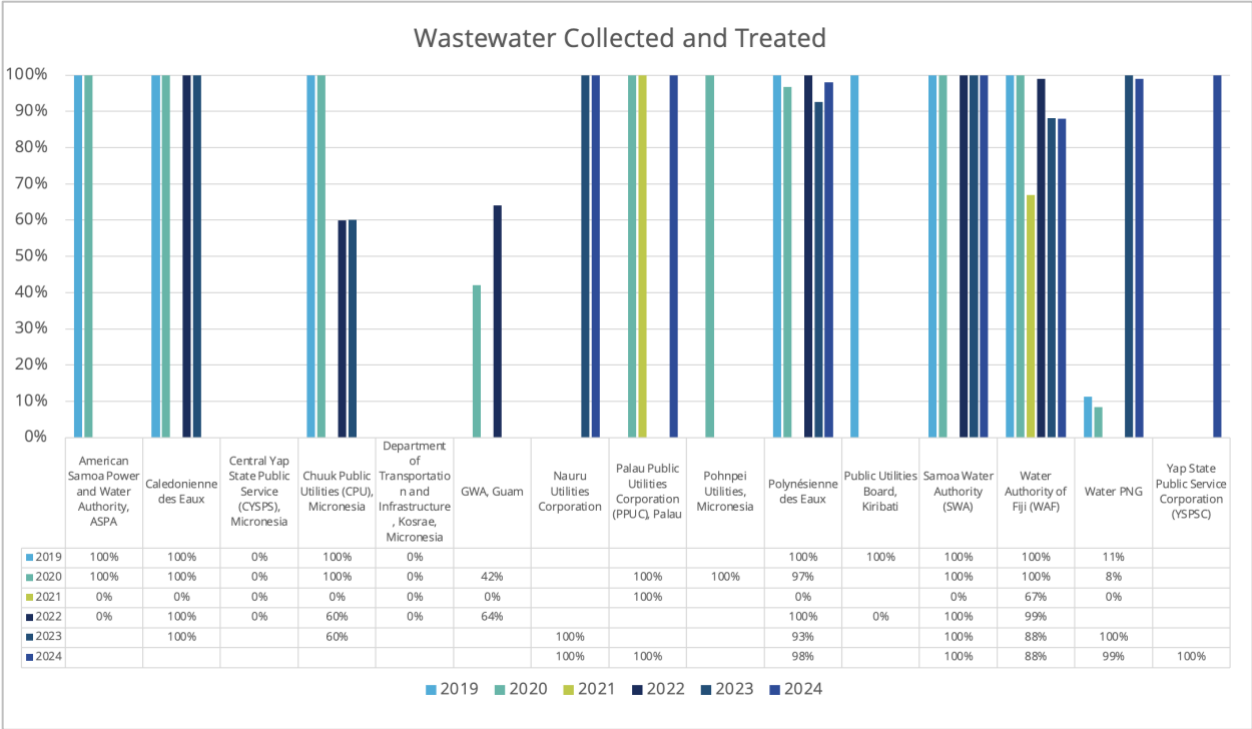 Wastewater Collected and Treated
100%
90%
80%
70%
60%
50%
40%
30%
20%
10%
0%
American Samoa Power and Water Authority, ASPA
Caledonienne des Eaux
Central Yap State Public Service (CYSPS), Micronesia
Chuuk Public Utilities (CPU), Micronesia
Department of Transportation and Infrastructure, Kosrae, Micronesia
GWA, Guam
Nauru Utilities Corporation
Palau Public Utilities Corporation (PPUC), Palau
Pohnpei Utilities, Micronesia
Polynésienne des Eaux
Public Utilities Board, Kiribati
Samoa Water Authority (SWA)
Water Authority of Fiji (WAF)
Water PNG
Yap State Public Service Corporation (YSPSC)
2019 100% 100% 0% 100% 0% 100% 100% 100% 100% 11%
2020 100% 100% 0% 100% 0% 42% 100% 100% 97% 100% 100% 8%
2021 0% 0% 0% 0% 0% 0% 100% 0% 0% 67% 0%
2022 0% 100% 0% 60% 0% 64% 100% 0% 100% 99%
2023 100% 60% 100% 93% 100% 88% 100%
2024 100% 100% 98% 100% 88% 99% 100%
2019 2020 2021 2022 2023 2024